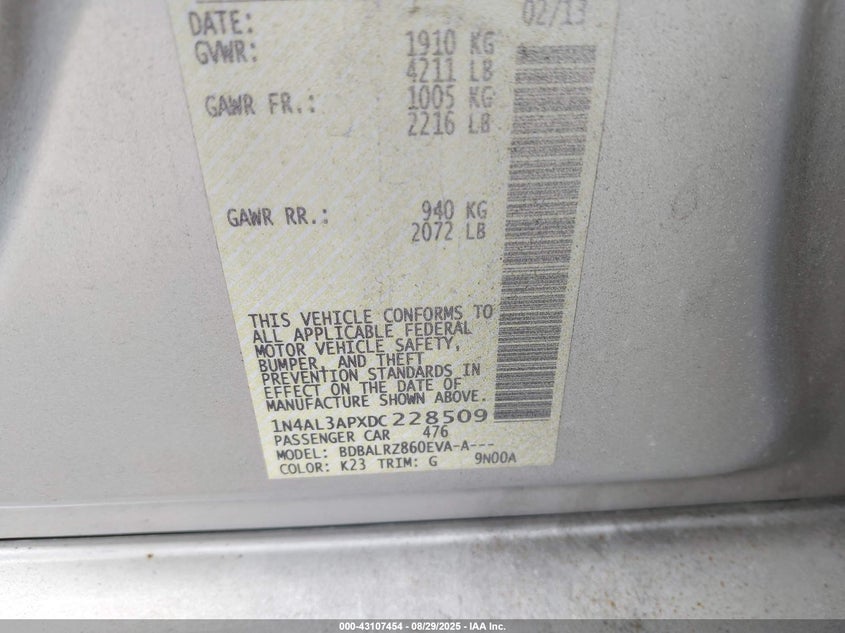 02/13
DATE:
GVWR: 1910 KG
4211 LB
GAWR FR.: 1005 KG
2216 LB
GAWR RR.: 940 KG
2072 LB
THIS VEHICLE CONFORMS TO
ALL APPLICABLE FEDERAL
MOTOR VEHICLE SAFETY,
BUMPER, AND THEFT
PREVENTION STANDARDS IN
EFFECT ON THE DATE OF
MANUFACTURE SHOWN ABOVE.
1N4AL3APXDC228509
PASSENGER CAR 476
MODEL: BDBALRZ860EVA-A---
COLOR: K23 TRIM: G 9N00A
000-43107454 - 08/29/2025 - IAA Inc.